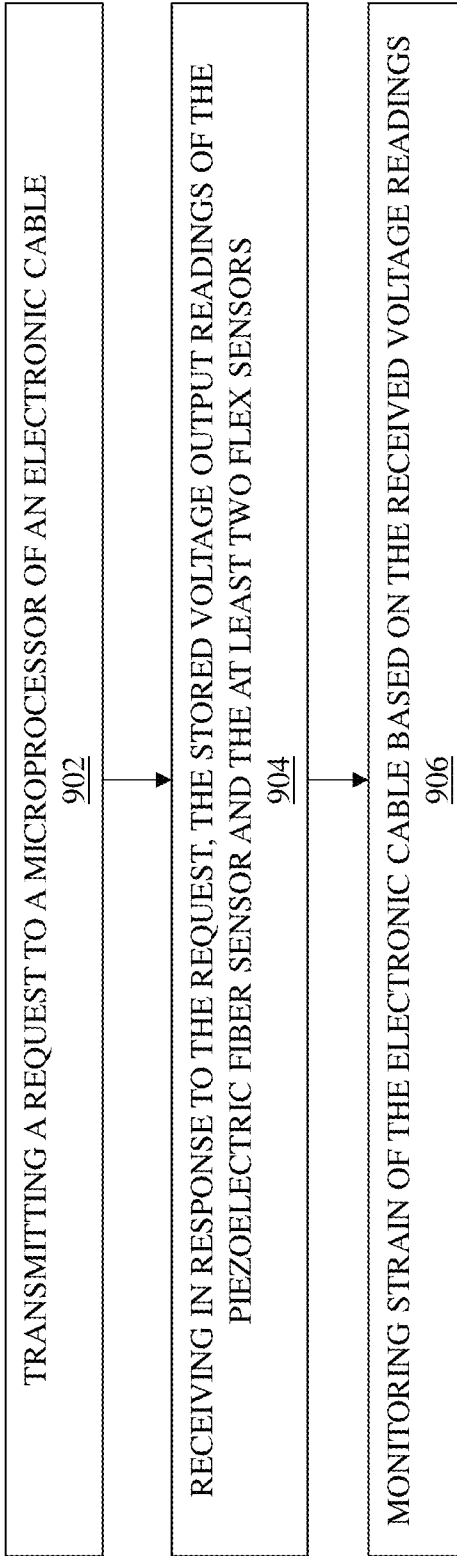 TRANSMITTING A REQUEST TO A MICROPROCESSOR OF AN ELECTRONIC CABLE
902
RECEIVING IN RESPONSE TO THE REQUEST, THE STORED VOLTAGE OUTPUT READINGS OF THE
PIEZOELECTRIC FIBER SENSOR AND THE AT LEAST TWO FLEX SENSORS
904
MONITORING STRAIN OF THE ELECTRONIC CABLE BASED ON THE RECEIVED VOLTAGE READINGS
906